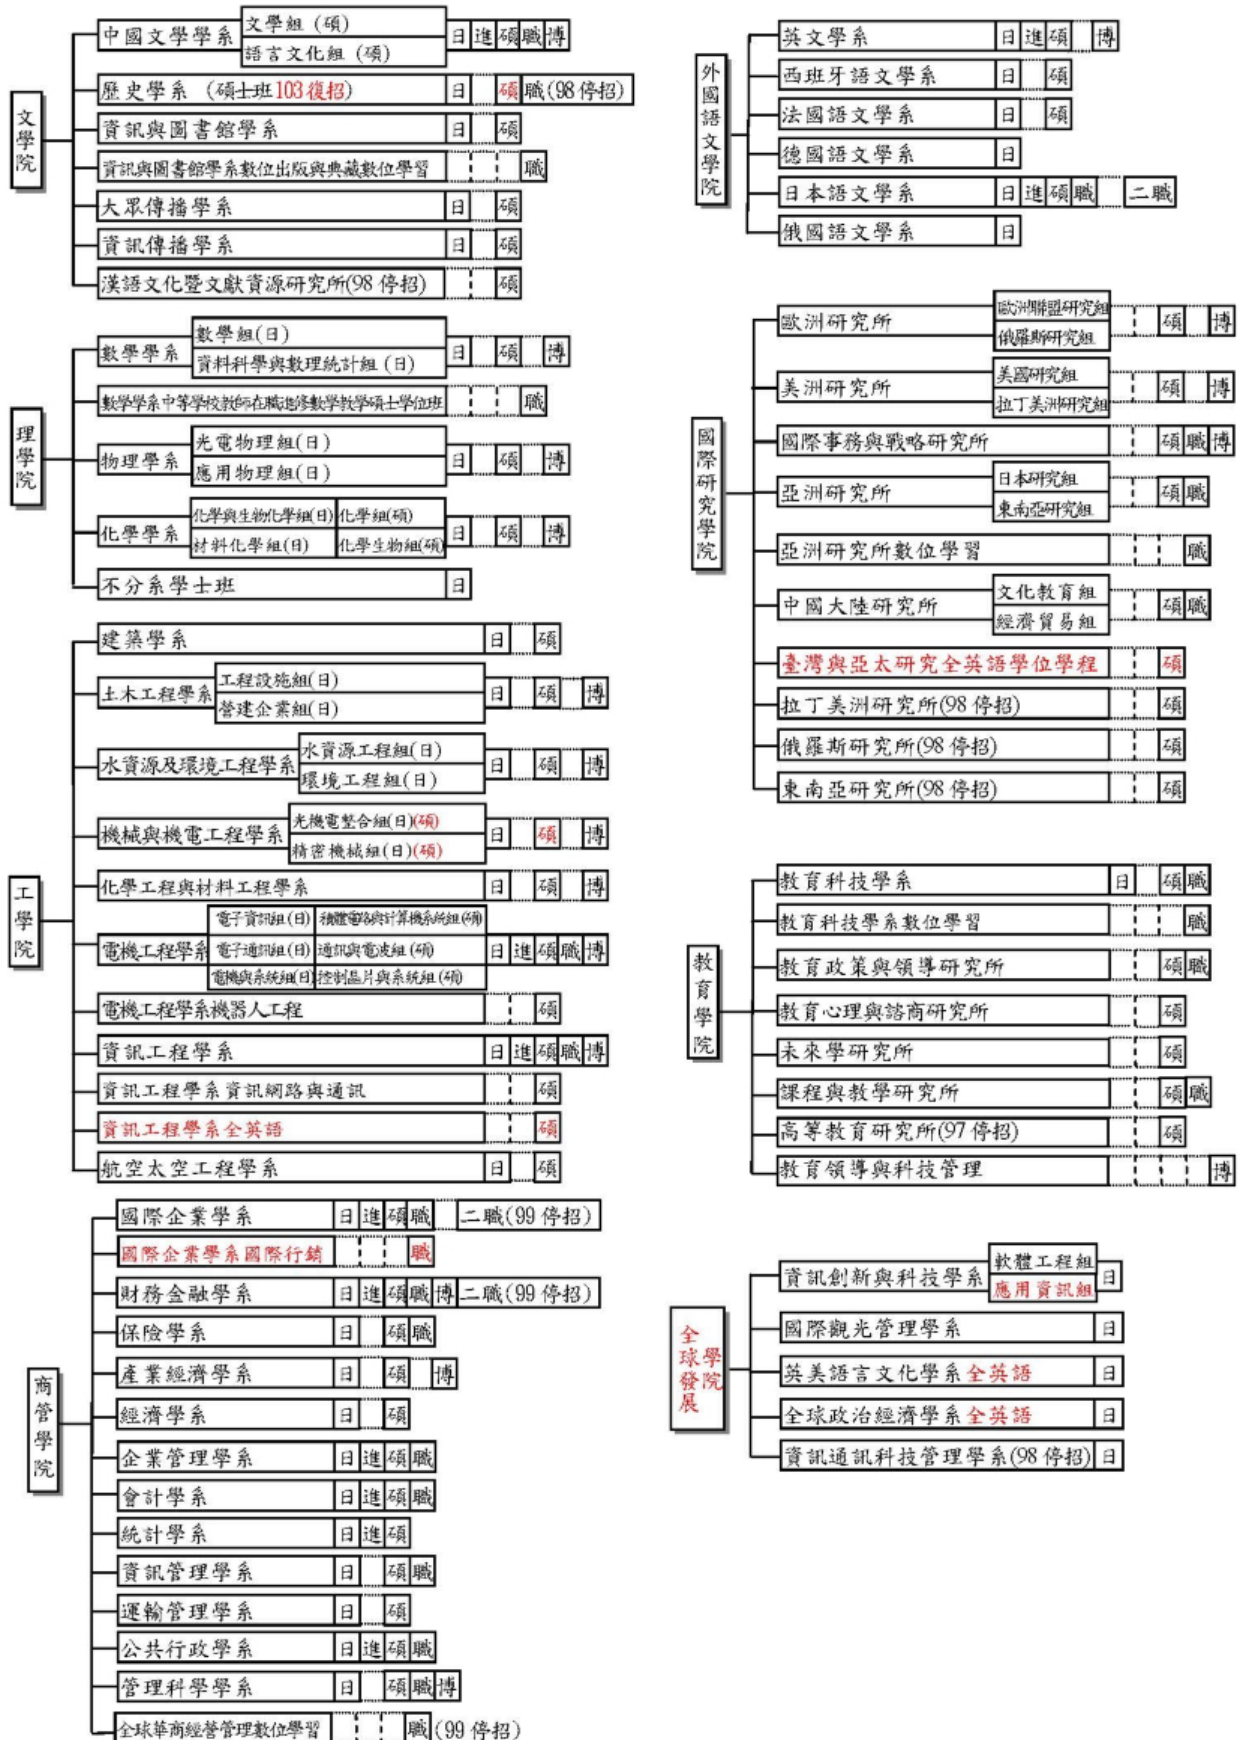 文學院
中國文學學系 文學組 (碩) 日 進 碩 職 博
語言文化組 (碩)
歷史學系 (碩士班103復招) 日 碩 職(98停招)
資訊與圖書館學系 日 碩
資訊與圖書館學系數位出版與典藏數位學習 職
大眾傳播學系 日 碩
資訊傳播學系 日 碩
漢語文化暨文獻資源研究所(98停招) 碩
理學院
數學學系 數學組(日) 日 碩 博
資料科學與數理統計組(日)
數學學系中等學校教師在職進修數學教學碩士學位班 職
物理學系 光電物理組(日) 日 碩 博
應用物理組(日)
化學學系 化學與生物化學組(日) 化學組(碩) 日 碩 博
材料化學組(日) 化學生物組(碩)
不分系學士班 日
工學院
建築學系 日 碩
土木工程學系 工程設施組(日) 日 碩 博
營建企業組(日)
水資源及環境工程學系 水資源工程組(日) 日 碩 博
環境工程組(日)
機械與機電工程學系 光機電整合組(日)(碩) 日 碩 博
精密機械組(日)(碩)
化學工程與材料工程學系 日 碩 博
電機工程學系 電子資訊組(日) 積體電路與計算機系統組(碩) 日 進 碩 職 博
電子通訊組(日) 通訊與電波組(碩)
電機與系統組(日) 控制晶片與系統組(碩)
電機工程學系機器人工程 碩
資訊工程學系 日 進 碩 職 博
資訊工程學系資訊網路與通訊 碩
資訊工程學系全英語 碩
航空太空工程學系 日 碩
商管學院
國際企業學系 日 進 碩 職 二職(99停招)
國際企業學系國際行銷 職
財務金融學系 日 進 碩 職 博 二職(99停招)
保險學系 日 碩 職
產業經濟學系 日 碩 博
經濟學系 日 碩
企業管理學系 日 進 碩 職
會計學系 日 進 碩 職
統計學系 日 進 碩
資訊管理學系 日 碩 職
運輸管理學系 日 碩
公共行政學系 日 進 碩 職
管理科學學系 日 碩 職 博
全球華商經營管理數位學習 職(99停招)
外國語文學院
英文學系 日 進 碩 博
西班牙語文學系 日 碩
法國語文學系 日 碩
德國語文學系 日
日本語文學系 日 進 碩 職 二職
俄國語文學系 日
國際研究學院
歐洲研究所 歐洲聯盟研究組 碩 博
俄羅斯研究組
美洲研究所 美國研究組 碩 博
拉丁美洲研究組
國際事務與戰略研究所 碩 職 博
亞洲研究所 日本研究組 碩 職
東南亞研究組
亞洲研究所數位學習 職
中國大陸研究所 文化教育組 碩 職
經濟貿易組
臺灣與亞太研究全英語學位學程 碩
拉丁美洲研究所(98停招) 碩
俄羅斯研究所(98停招) 碩
東南亞研究所(98停招) 碩
教育學院
教育科技學系 日 碩 職
教育科技學系數位學習 職
教育政策與領導研究所 碩 職
教育心理與諮商研究所 碩
未來學研究所 碩
課程與教學研究所 碩 職
高等教育研究所(97停招) 碩
教育領導與科技管理 博
全球發展學院
資訊創新與科技學系 軟體工程組 日
應用資訊組
國際觀光管理學系 日
英美語言文化學系全英語 日
全球政治經濟學系全英語 日
資訊通訊科技管理學系(98停招) 日